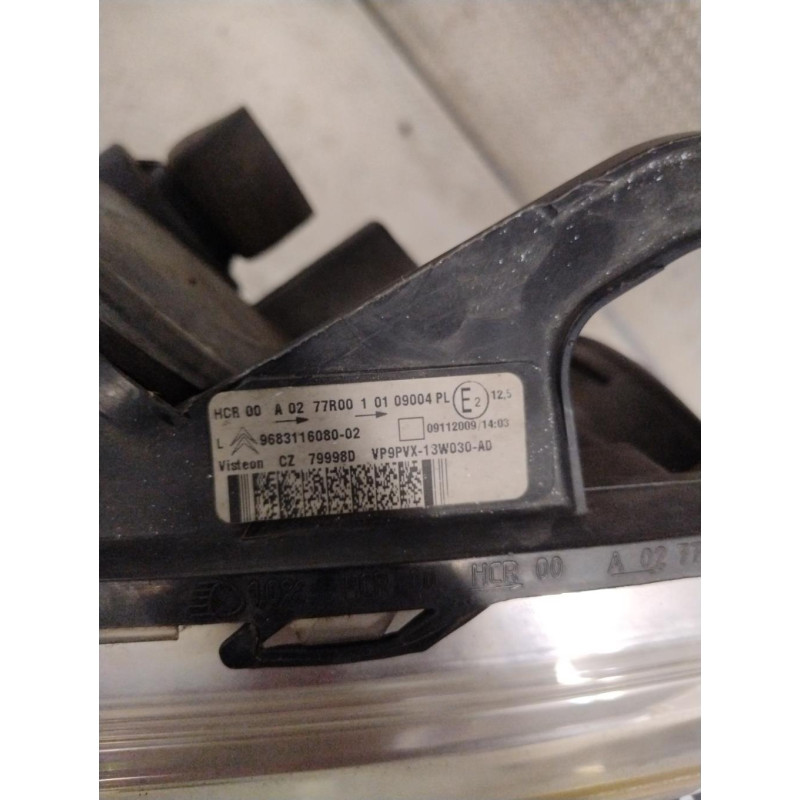 HCR 00 A 02 77R00 1 01 09004 PL E2 12,5
L 9683116080-02 09112009/14:03
Visteon CZ 79998D VP9PVX-13W030-AD
HCR 00 A 02 77